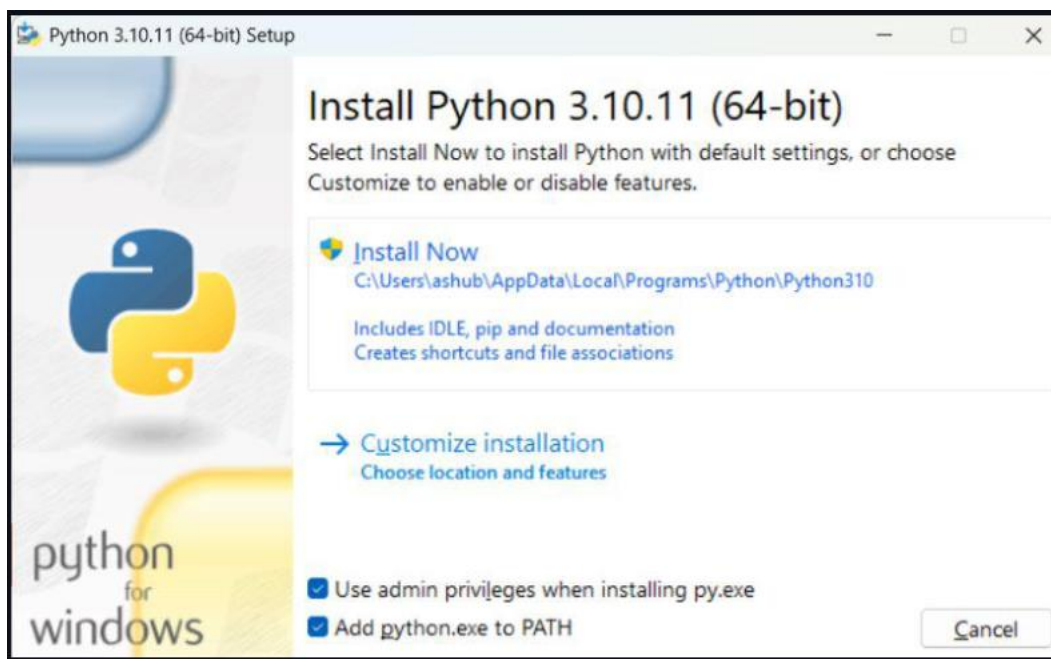 Python 3.10.11 (64-bit) Setup
Install Python 3.10.11 (64-bit)
Select Install Now to install Python with default settings, or choose
Customize to enable or disable features.
Install Now
C:\Users\ashub\AppData\Local\Programs\Python\Python310
Includes IDLE, pip and documentation
Creates shortcuts and file associations
Customize installation
Choose location and features
python
for
windows
Use admin privileges when installing py.exe
Add python.exe to PATH
Cancel